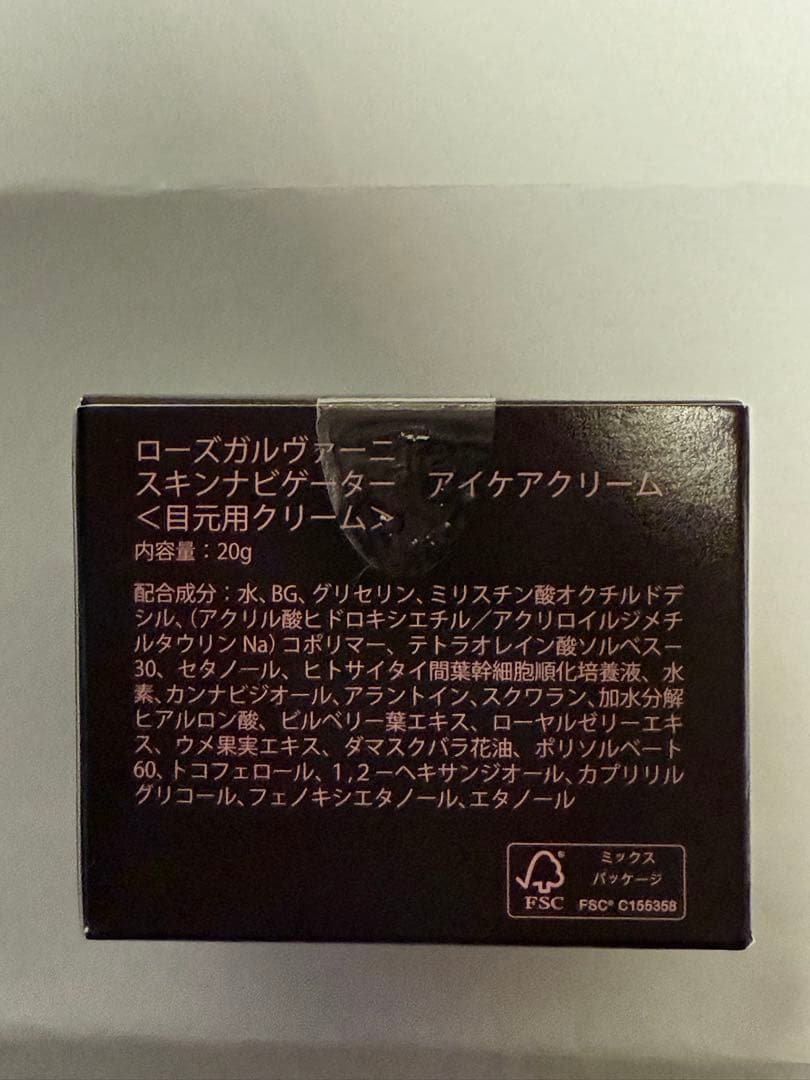 ローズガルヴァーニ
スキンナビゲーター　アイケアクリーム
＜目元用クリーム＞
内容量：20g
配合成分：水、BG、グリセリン、ミリスチン酸オクチルドデ
シル、（アクリル酸ヒドロキシエチル／アクリロイルジメチ
ルタウリン Na）コポリマー、テトラオレイン酸ソルベス－
30、セタノール、ヒトサイタイ間葉幹細胞順化培養液、水
素、カンナビジオール、アラントイン、スクワラン、加水分解
ヒアルロン酸、ビルベリー葉エキス、ローヤルゼリーエキ
ス、ウメ果実エキス、ダマスクバラ花油、ポリソルベート
60、トコフェロール、1,2－ヘキサンジオール、カプリリル
グリコール、フェノキシエタノール、エタノール
ミックス
パッケージ
FSC
FSC® C156358